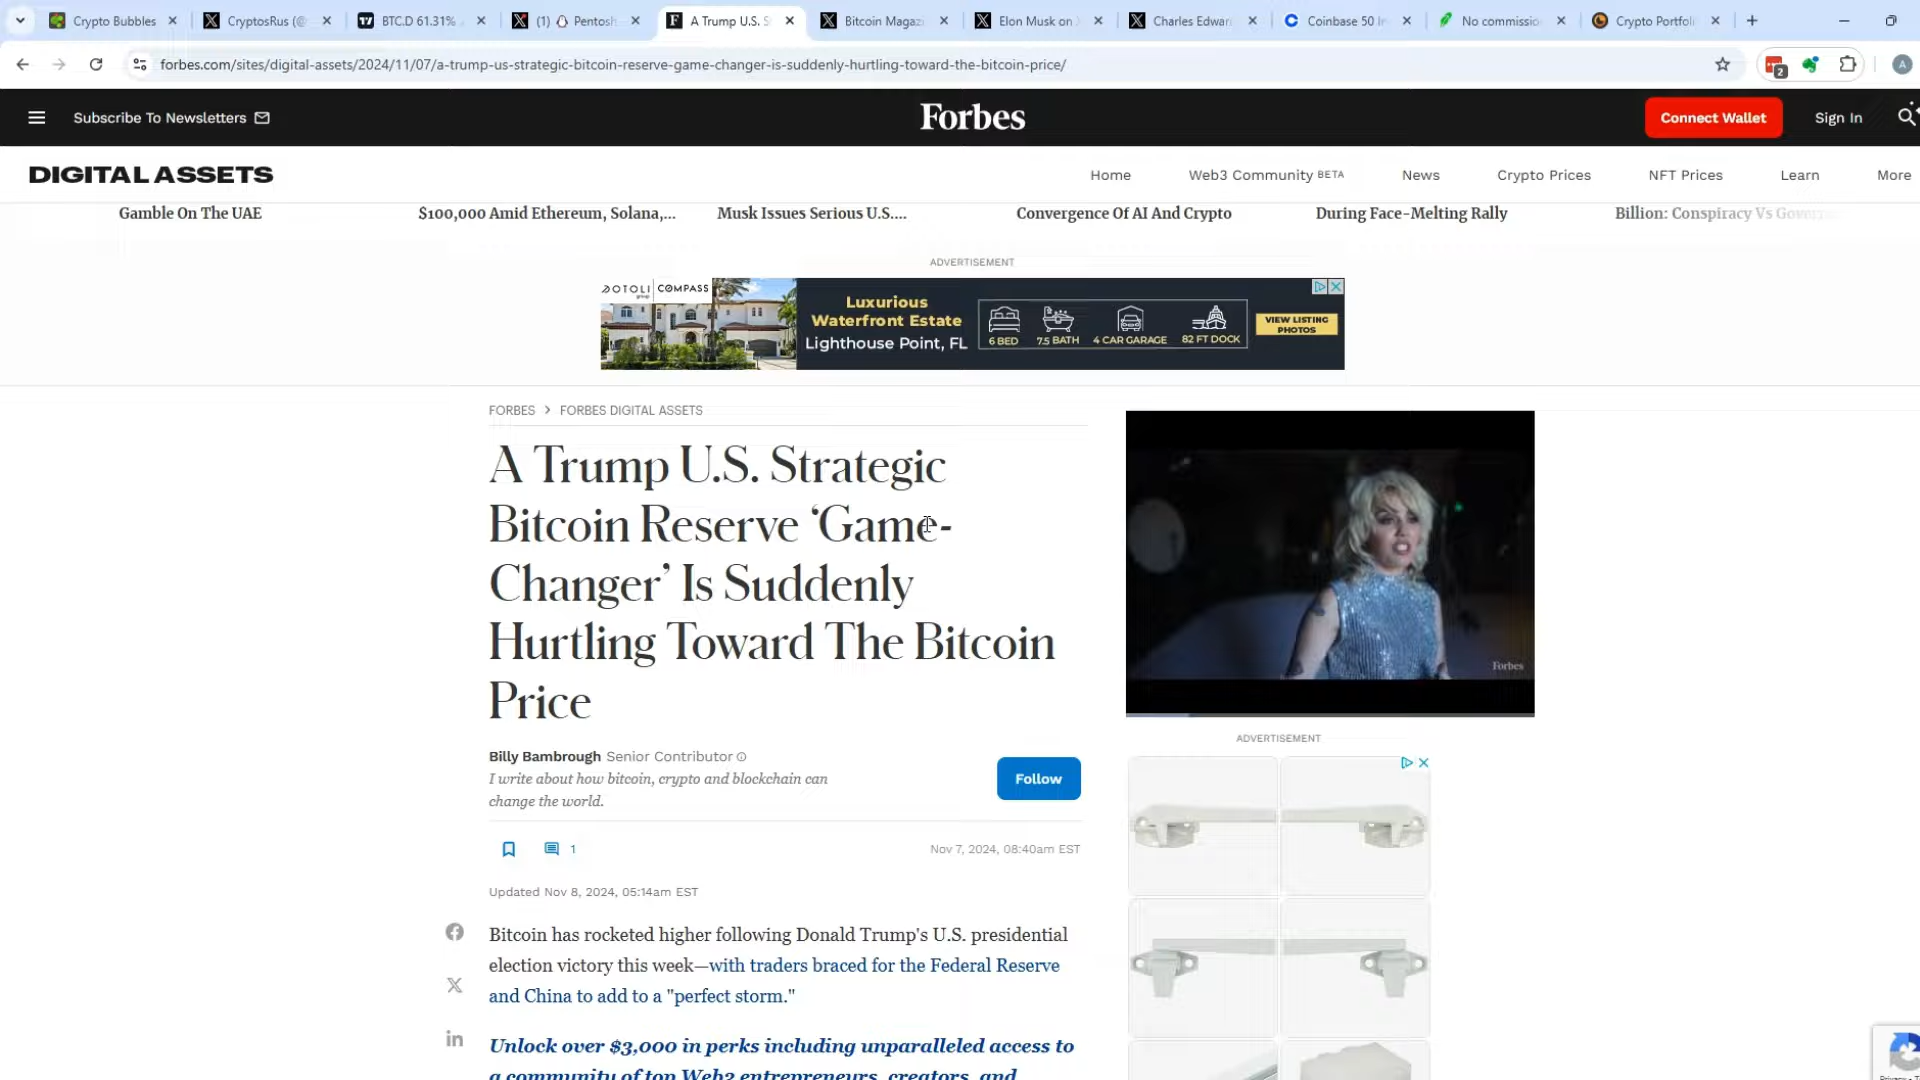 Crypto Bubbles
CryptosRus (@
BTC.D 61.31%
(1) Pentosh
A Trump U.S. S
Bitcoin Magaz
Elon Musk on
Charles Edwar
Coinbase 50 In
No commissio
Crypto Portfoli
forbes.com/sites/digital-assets/2024/11/07/a-trump-us-strategic-bitcoin-reserve-game-changer-is-suddenly-hurtling-toward-the-bitcoin-price/
2
A
Subscribe To Newsletters
Forbes
Connect Wallet
Sign In
DIGITAL ASSETS
Home
Web3 Community BETA
News
Crypto Prices
NFT Prices
Learn
More
Gamble On The UAE
$100,000 Amid Ethereum, Solana,...
Musk Issues Serious U.S....
Convergence Of AI And Crypto
During Face-Melting Rally
Billion: Conspiracy Vs
ADVERTISEMENT
COMPASS
Luxurious
Waterfront Estate
Lighthouse Point, FL
6 BED
7.5 BATH
4 CAR GARAGE
82 FT DOCK
VIEW LISTING
PHOTOS
FORBES > FORBES DIGITAL ASSETS
A Trump U.S. Strategic
Bitcoin Reserve ‘Game-
Changer’ Is Suddenly
Hurtling Toward The Bitcoin
Price
Forbes
Billy Bambrough Senior Contributor
I write about how bitcoin, crypto and blockchain can
change the world.
Follow
ADVERTISEMENT
1
Nov 7, 2024, 08:40am EST
Updated Nov 8, 2024, 05:14am EST
Bitcoin has rocketed higher following Donald Trump's U.S. presidential
election victory this week—with traders braced for the Federal Reserve
and China to add to a "perfect storm."
Unlock over $3,000 in perks including unparalleled access to
a community of top Web3 entrepreneurs, creators, and